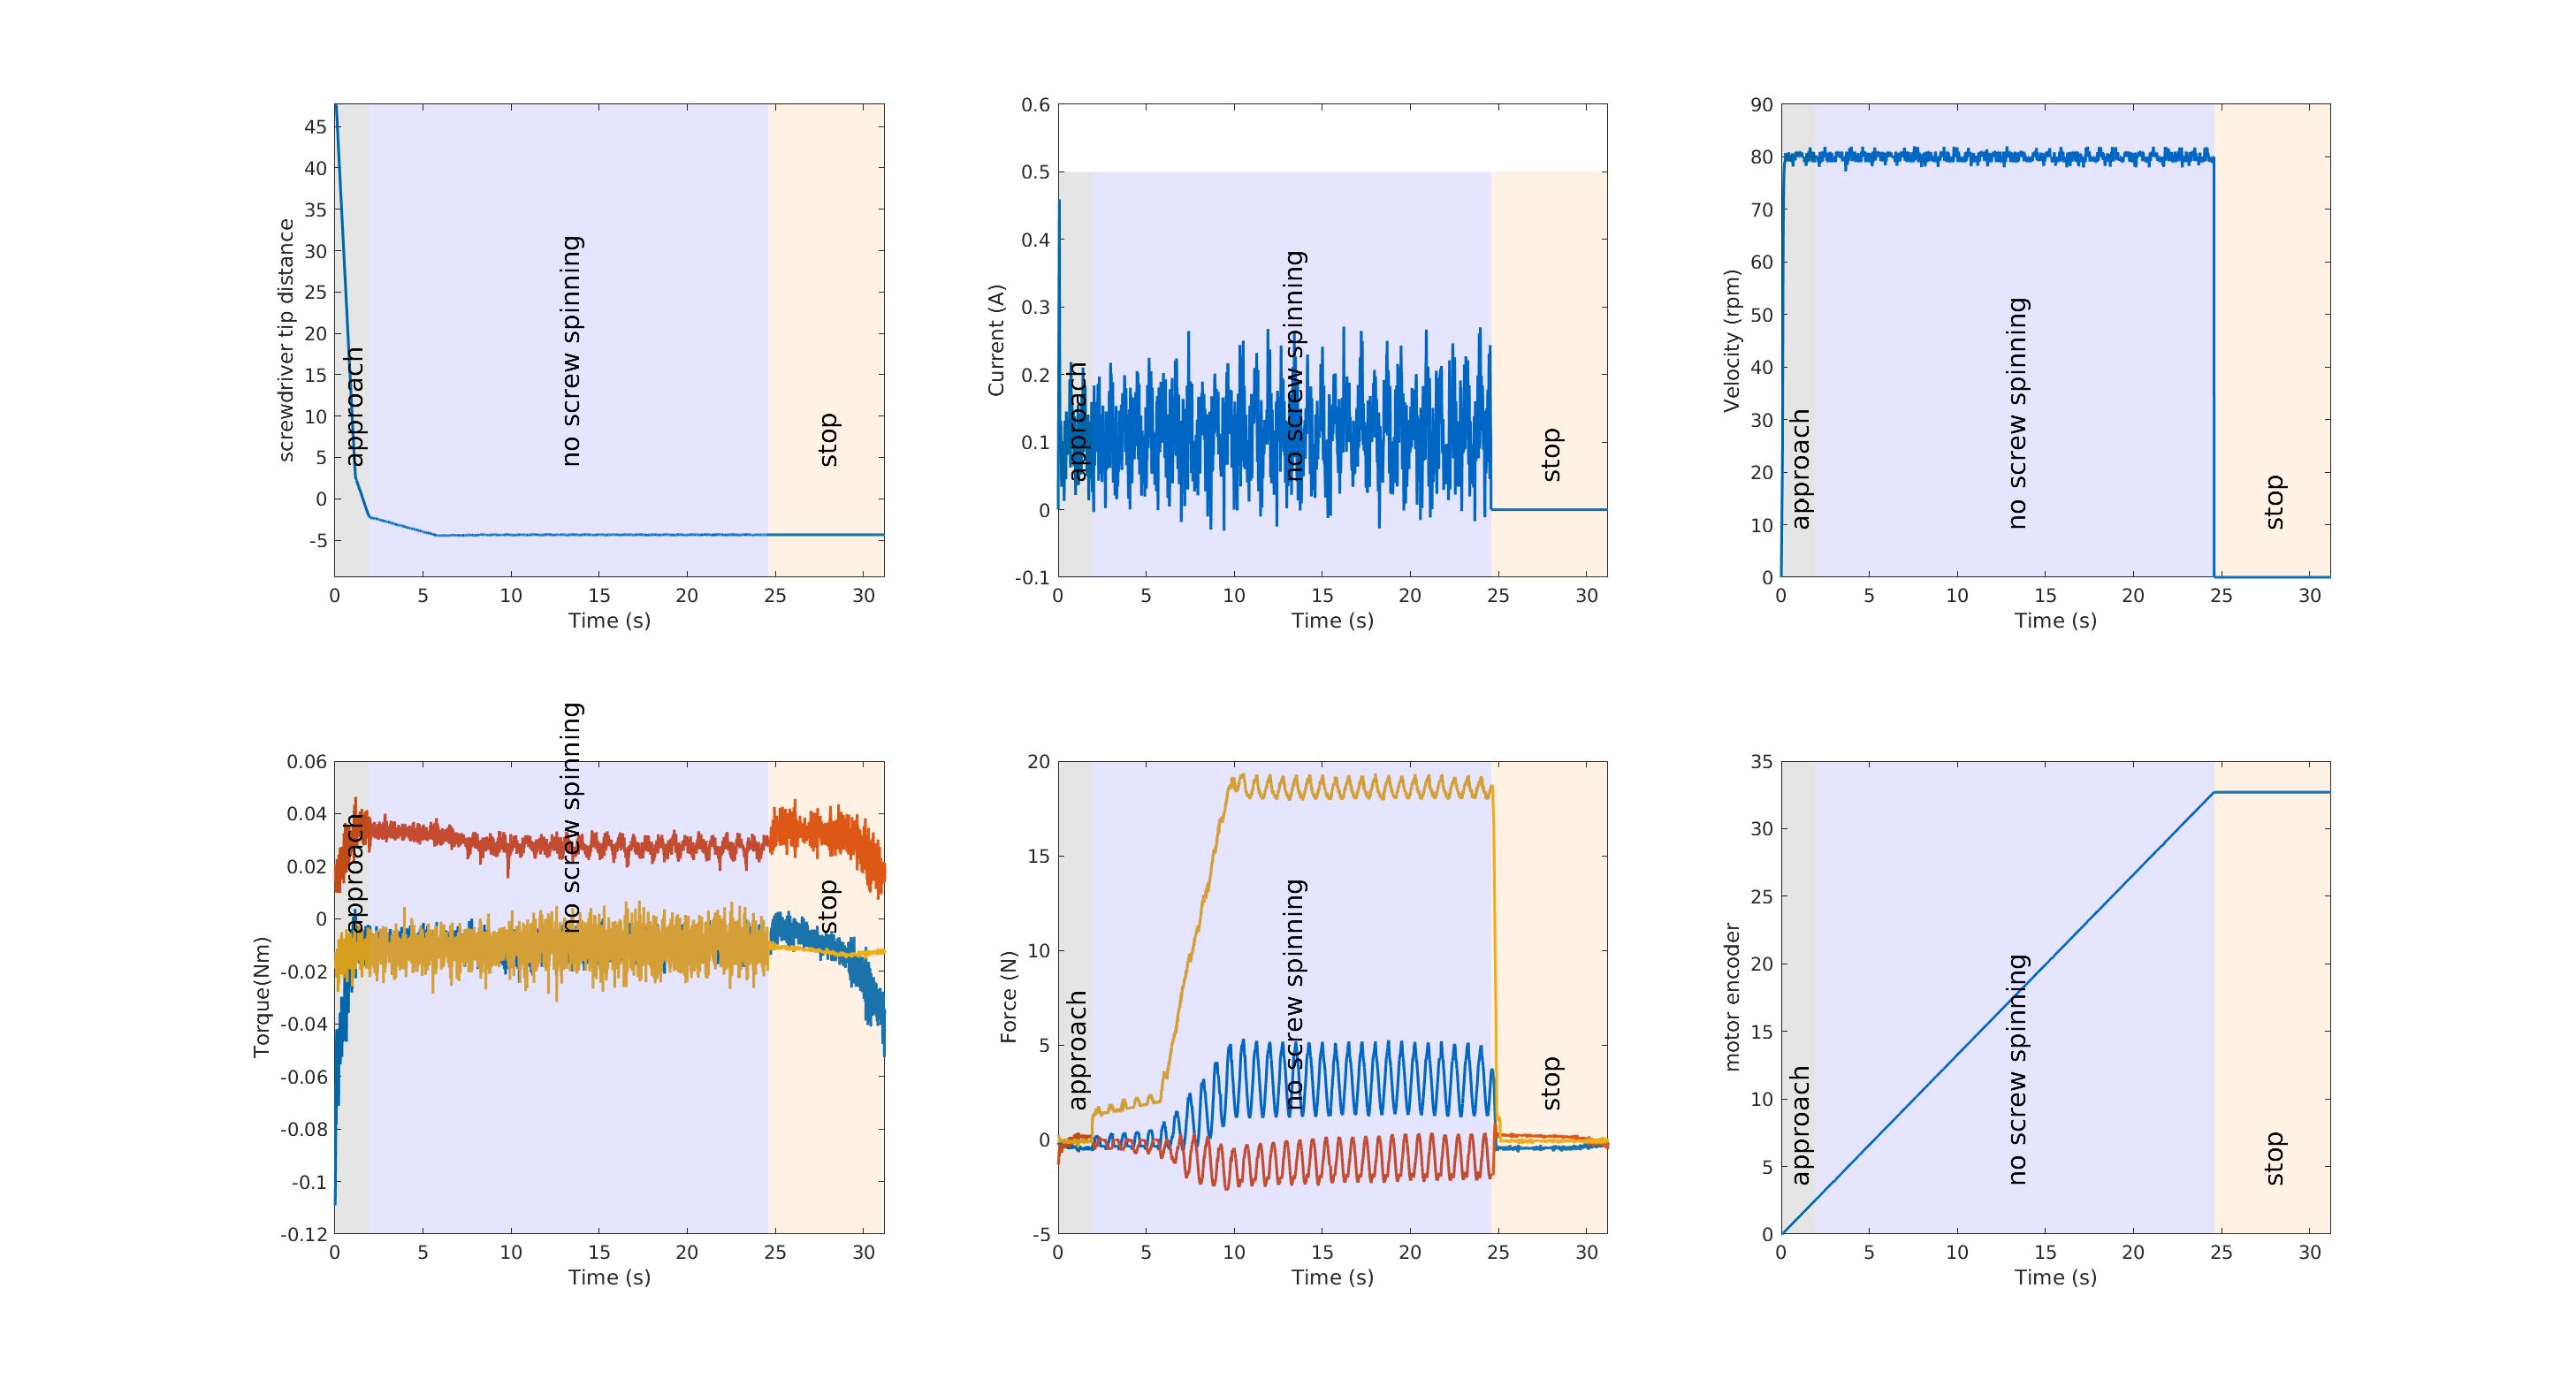 45
40
35
30
25
20
15
10
5
0
-5
screwdriver tip distance
approach
no screw spinning
stop
0 5 10 15 20 25 30
Time (s)
0.6
0.5
0.4
0.3
0.2
0.1
0
-0.1
Current (A)
approach
no screw spinning
stop
0 5 10 15 20 25 30
Time (s)
90
80
70
60
50
40
30
20
10
0
Velocity (rpm)
approach
no screw spinning
stop
0 5 10 15 20 25 30
Time (s)
0.06
0.04
0.02
0
-0.02
-0.04
-0.06
-0.08
-0.1
-0.12
Torque(Nm)
approach
no screw spinning
stop
0 5 10 15 20 25 30
Time (s)
20
15
10
5
0
-5
Force (N)
approach
no screw spinning
stop
0 5 10 15 20 25 30
Time (s)
35
30
25
20
15
10
5
0
motor encoder
approach
no screw spinning
stop
0 5 10 15 20 25 30
Time (s)